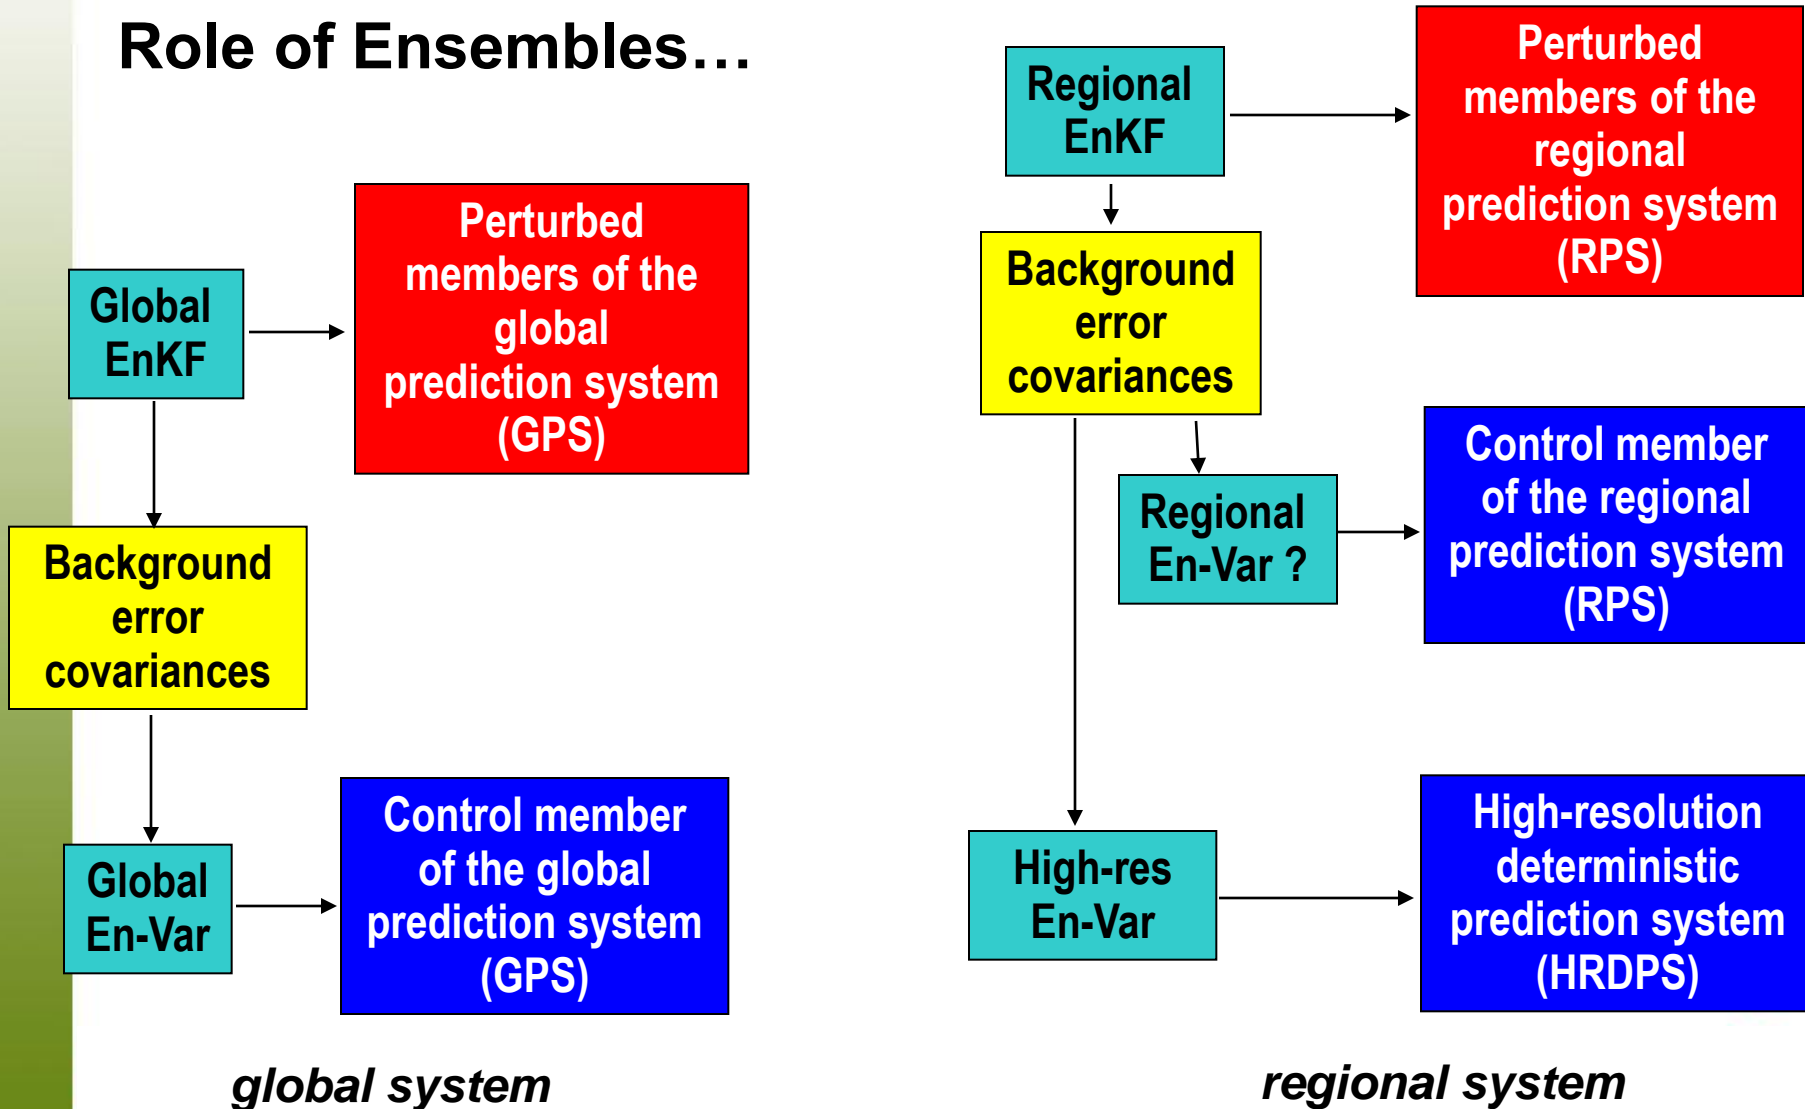 Role of Ensembles…
Global
EnKF
Perturbed
members of the
global
prediction system
(GPS)
Background
error
covariances
Global
En-Var
Control member
of the global
prediction system
(GPS)
global system
Regional
EnKF
Perturbed
members of the
regional
prediction system
(RPS)
Background
error
covariances
Regional
En-Var ?
Control member
of the regional
prediction system
(RPS)
High-res
En-Var
High-resolution
deterministic
prediction system
(HRDPS)
regional system